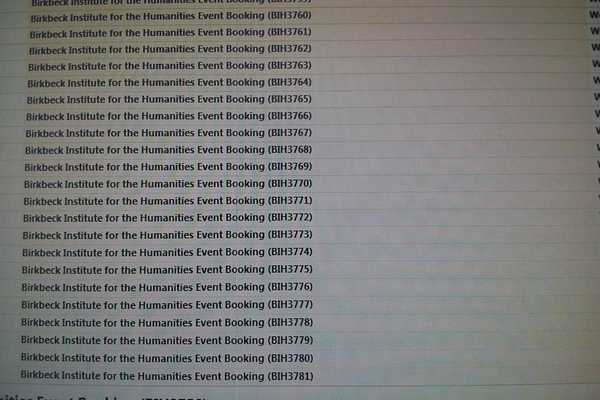 Birkbeck Institute for the Humanities Event Booking
Birkbeck Institute for the Humanities Event Booking (BIH3760)
Birkbeck Institute for the Humanities Event Booking (BIH3761)
Birkbeck Institute for the Humanities Event Booking (BIH3762)
Birkbeck Institute for the Humanities Event Booking (BIH3763)
Birkbeck Institute for the Humanities Event Booking (BIH3764)
Birkbeck Institute for the Humanities Event Booking (BIH3765)
Birkbeck Institute for the Humanities Event Booking (BIH3766)
Birkbeck Institute for the Humanities Event Booking (BIH3767)
Birkbeck Institute for the Humanities Event Booking (BIH3768)
Birkbeck Institute for the Humanities Event Booking (BIH3769)
Birkbeck Institute for the Humanities Event Booking (BIH3770)
Birkbeck Institute for the Humanities Event Booking (BIH3771)
Birkbeck Institute for the Humanities Event Booking (BIH3772)
Birkbeck Institute for the Humanities Event Booking (BIH3773)
Birkbeck Institute for the Humanities Event Booking (BIH3774)
Birkbeck Institute for the Humanities Event Booking (BIH3775)
Birkbeck Institute for the Humanities Event Booking (BIH3776)
Birkbeck Institute for the Humanities Event Booking (BIH3777)
Birkbeck Institute for the Humanities Event Booking (BIH3778)
Birkbeck Institute for the Humanities Event Booking (BIH3779)
Birkbeck Institute for the Humanities Event Booking (BIH3780)
Birkbeck Institute for the Humanities Event Booking (BIH3781)